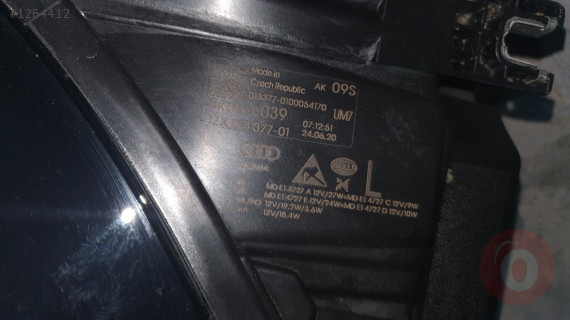 #1264412
Made in
Czech Republic
AK 09S
015377-0100054170
039
UM7
377-01
07:12:51
24.06.20
L
MD E1 4727 A 12V/27W+MD E1 4727 C 12V/9W
MD E1 4727 E-12V/24W+MD E1 4727 D 12V/10W
12V/19,2W/3,6W
12V/18,4W